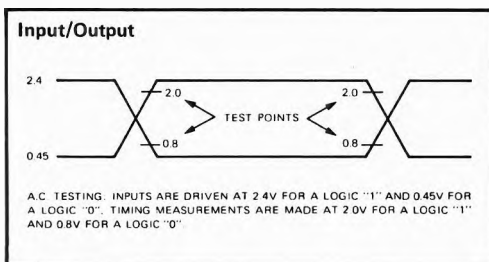 Input/Output
2.4
2.0
2.0
TEST POINTS
0.8
0.8
0.45
A.C TESTING: INPUTS ARE DRIVEN AT 2 4V FOR A LOGIC "1" AND 0.45V FOR
A LOGIC "0". TIMING MEASUREMENTS ARE MADE AT 2 0V FOR A LOGIC "1"
AND 0.8V FOR A LOGIC "0".